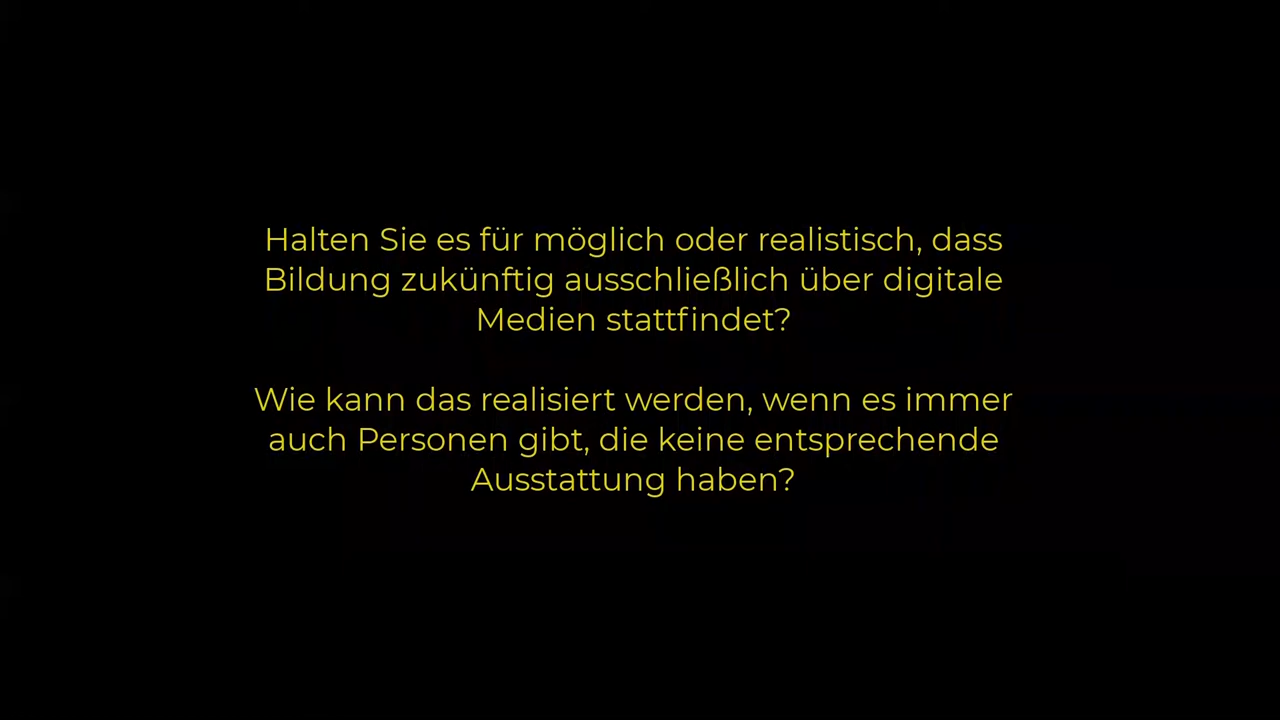 Halten Sie es für möglich oder realistisch, dass
Bildung zukünftig ausschließlich über digitale
Medien stattfindet?
Wie kann das realisiert werden, wenn es immer
auch Personen gibt, die keine entsprechende
Ausstattung haben?